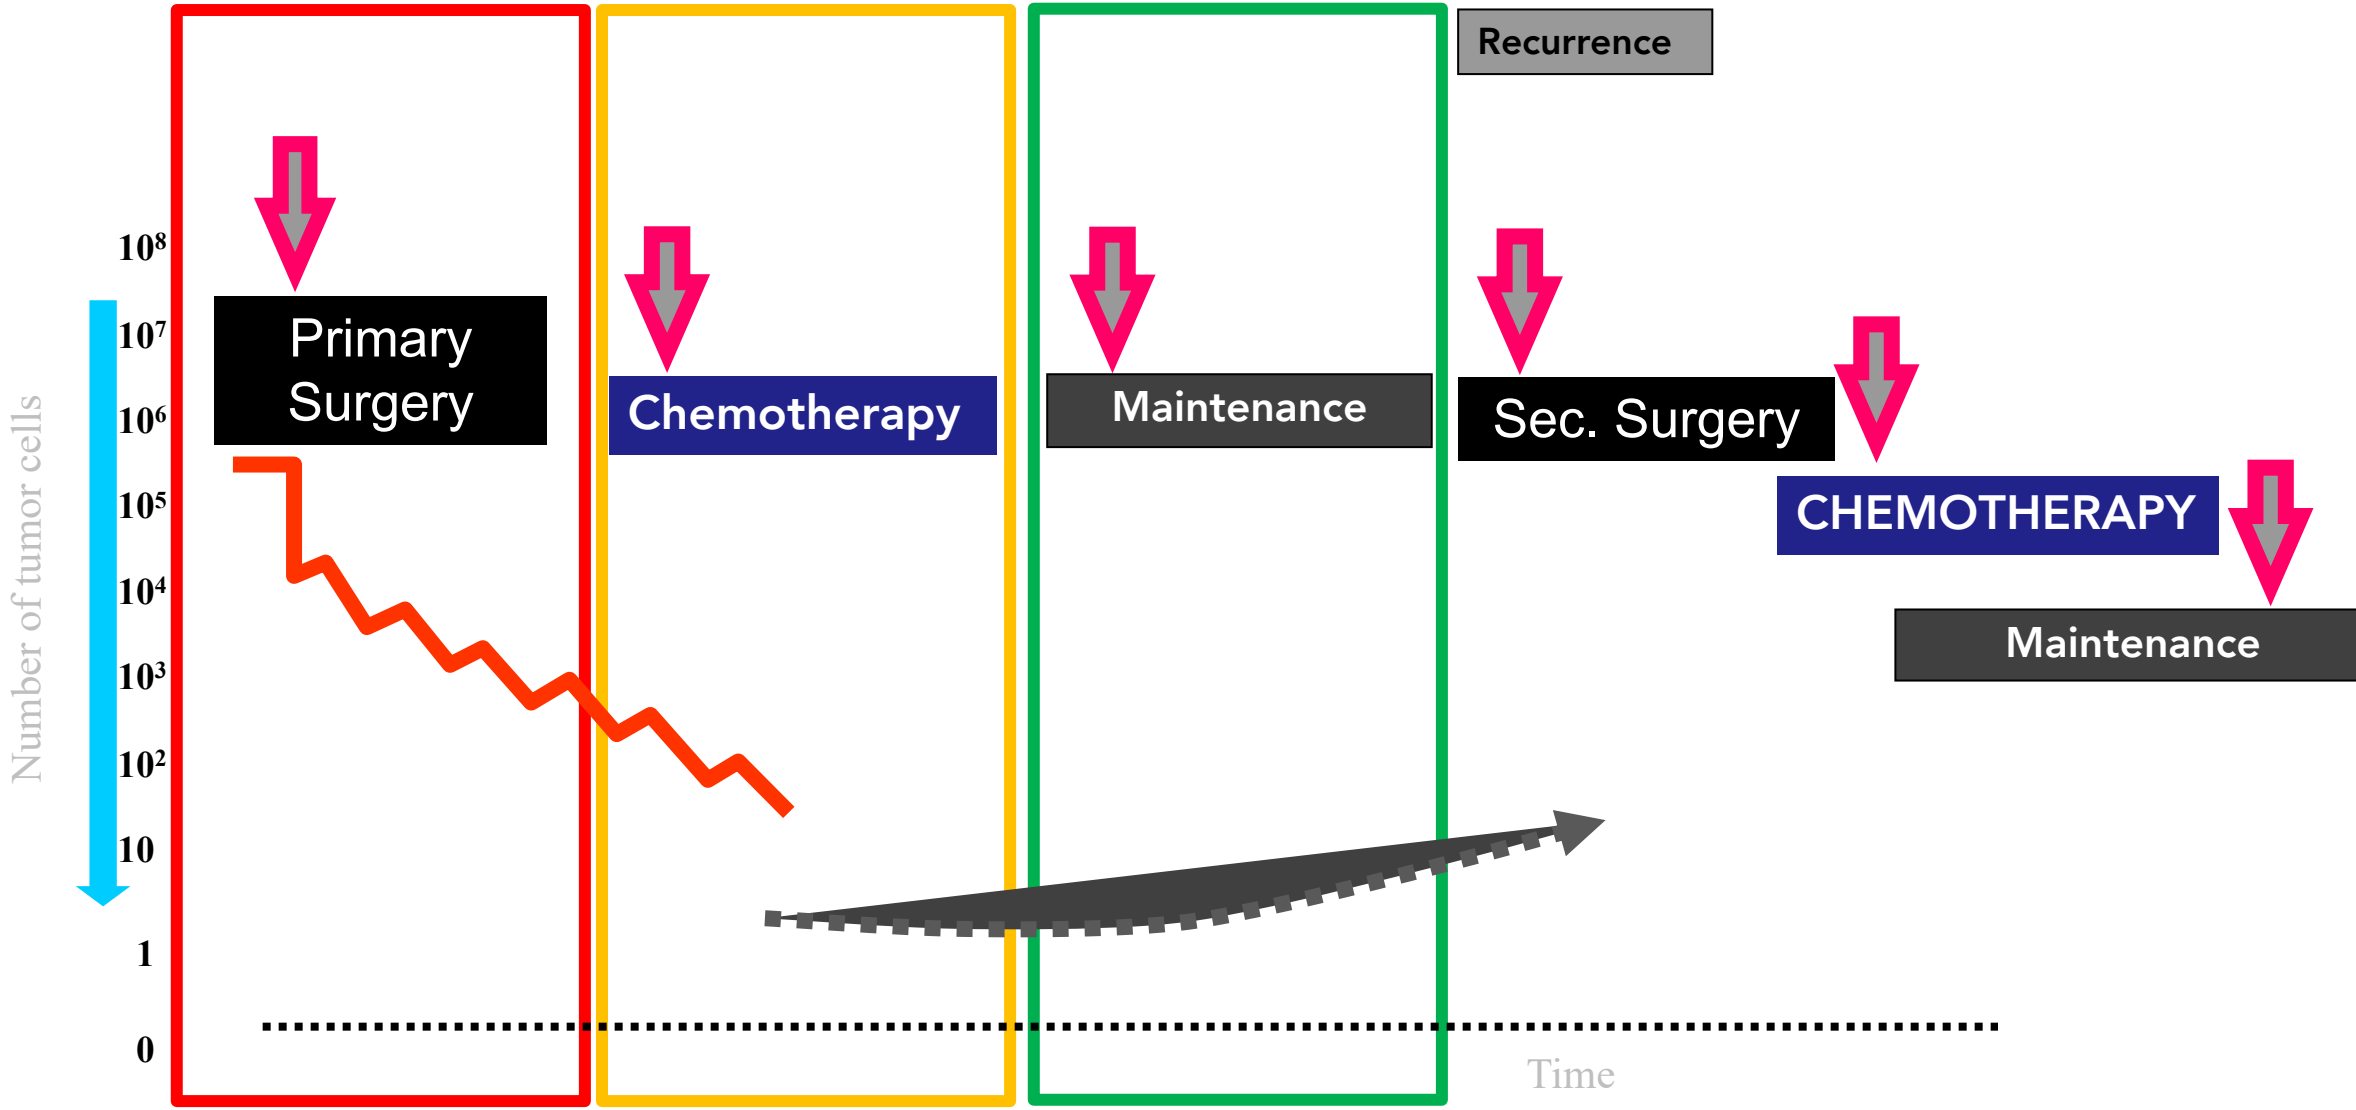 Recurrence
10⁸
Primary
Surgery
10⁷
Chemotherapy
Maintenance
Sec. Surgery
10⁶
CHEMOTHERAPY
10⁵
10⁴
Maintenance
10³
10²
10
1
0
Number of tumor cells
Time